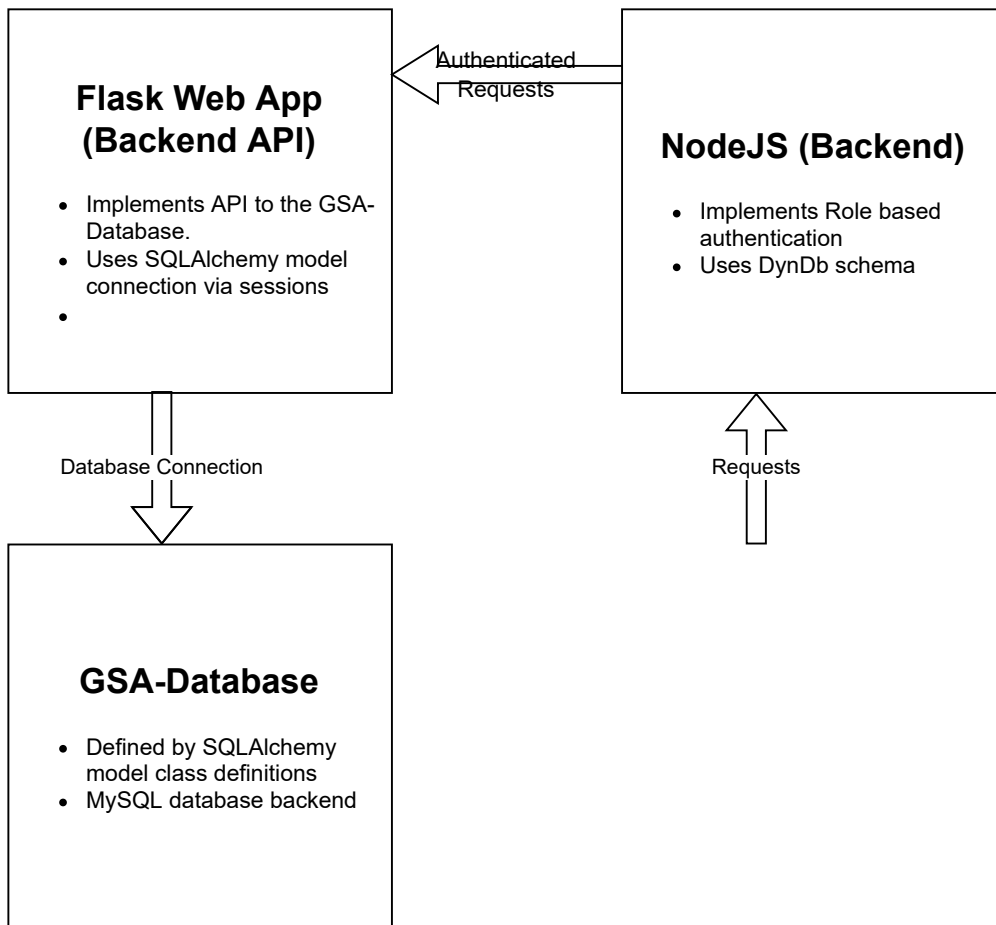 Flask Web App
(Backend API)
• Implements API to the GSA-
Database.
• Uses SQLAlchemy model
connection via sessions
•
Authenticated
Requests
NodeJS (Backend)
• Implements Role based
authentication
• Uses DynDb schema
Database Connection
Requests
GSA-Database
• Defined by SQLAlchemy
model class definitions
• MySQL database backend